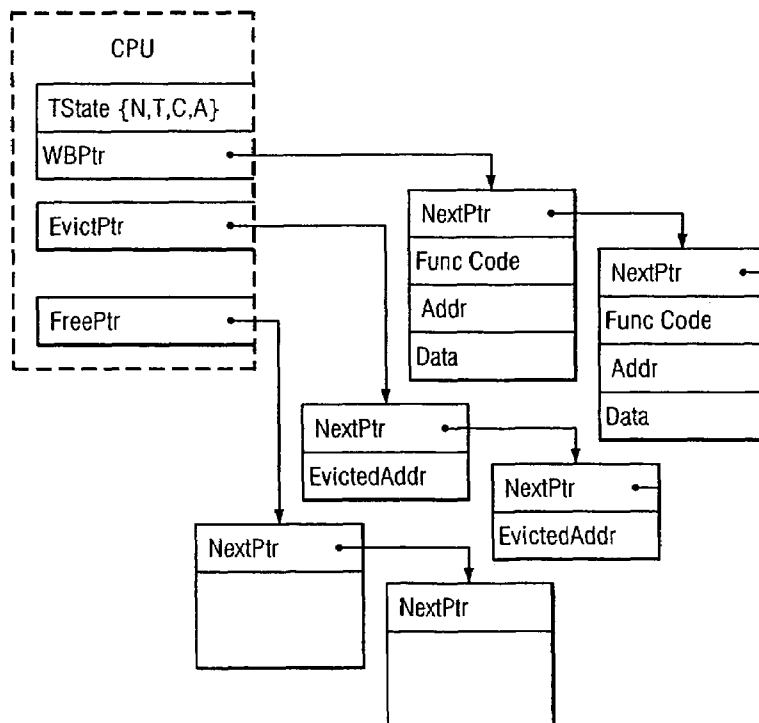 CPU
TState {N,T,C,A}
WBPtr
EvictPtr
FreePtr
NextPtr
Func Code
Addr
Data
NextPtr
Func Code
Addr
Data
NextPtr
EvictedAddr
NextPtr
EvictedAddr
NextPtr
NextPtr